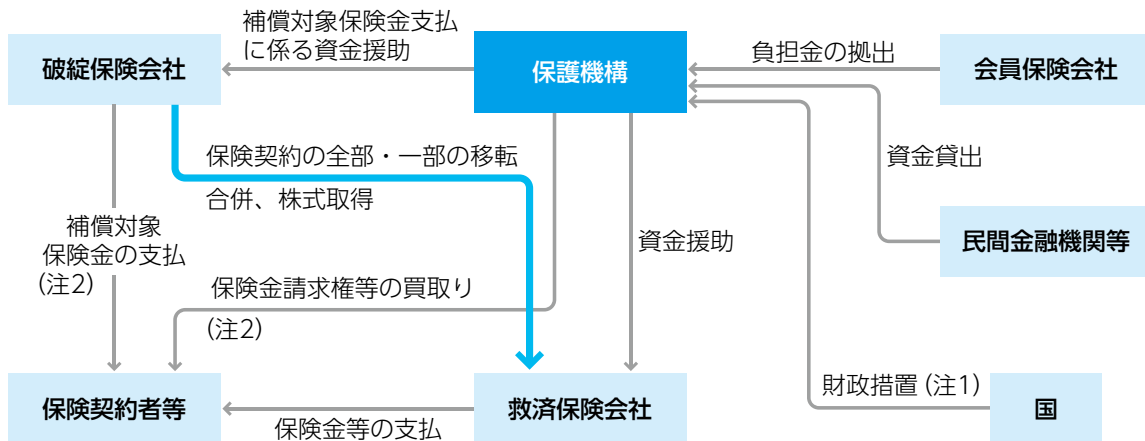 補償対象保険金支払
に係る資金援助
破綻保険会社
保護機構
負担金の拠出
会員保険会社
保険契約の全部・一部の移転
合併、株式取得
資金貸出
補償対象
保険金の支払
(注2)
資金援助
民間金融機関等
保険金請求権等の買取り
(注2)
財政措置(注1)
保険契約者等
保険金等の支払
救済保険会社
国